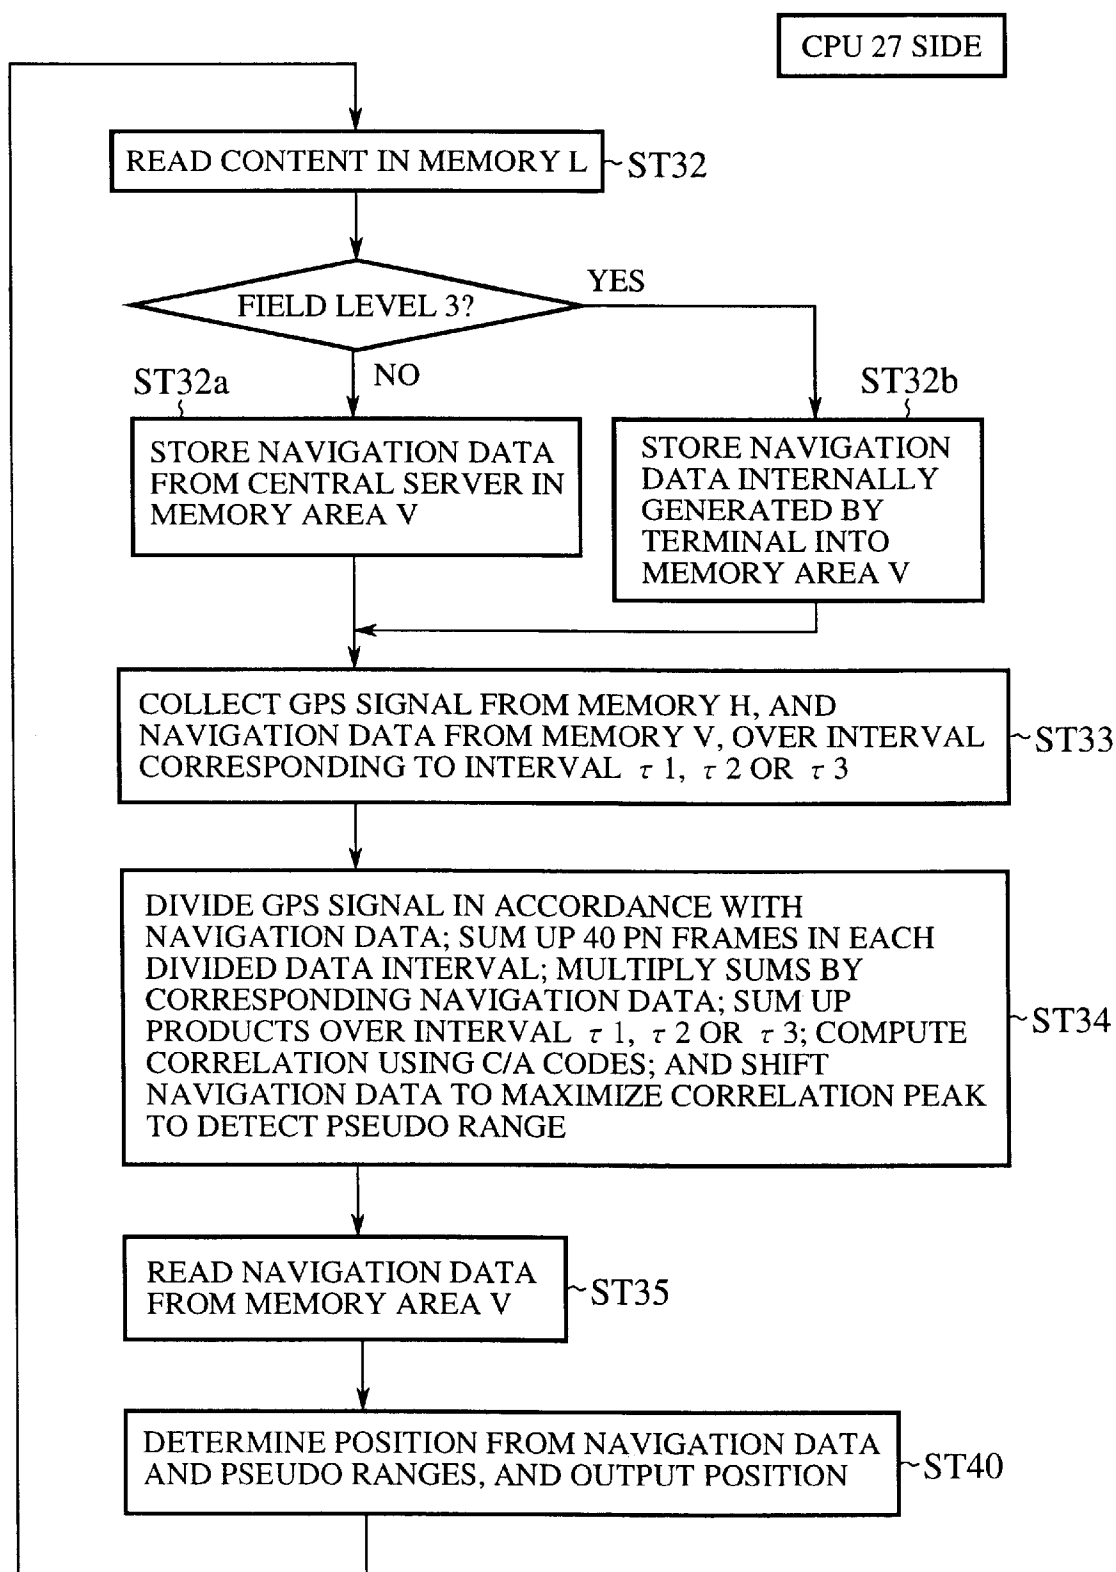 CPU 27 SIDE
READ CONTENT IN MEMORY L
~ST32
FIELD LEVEL 3?
YES
NO
ST32a
STORE NAVIGATION DATA
FROM CENTRAL SERVER IN
MEMORY AREA V
ST32b
STORE NAVIGATION
DATA INTERNALLY
GENERATED BY
TERMINAL INTO
MEMORY AREA V
COLLECT GPS SIGNAL FROM MEMORY H, AND
NAVIGATION DATA FROM MEMORY V, OVER INTERVAL
CORRESPONDING TO INTERVAL τ 1, τ 2 OR τ 3
~ST33
DIVIDE GPS SIGNAL IN ACCORDANCE WITH
NAVIGATION DATA; SUM UP 40 PN FRAMES IN EACH
DIVIDED DATA INTERVAL; MULTIPLY SUMS BY
CORRESPONDING NAVIGATION DATA; SUM UP
PRODUCTS OVER INTERVAL τ 1, τ 2 OR τ 3; COMPUTE
CORRELATION USING C/A CODES; AND SHIFT
NAVIGATION DATA TO MAXIMIZE CORRELATION PEAK
TO DETECT PSEUDO RANGE
~ST34
READ NAVIGATION DATA
FROM MEMORY AREA V
~ST35
DETERMINE POSITION FROM NAVIGATION DATA
AND PSEUDO RANGES, AND OUTPUT POSITION
~ST40